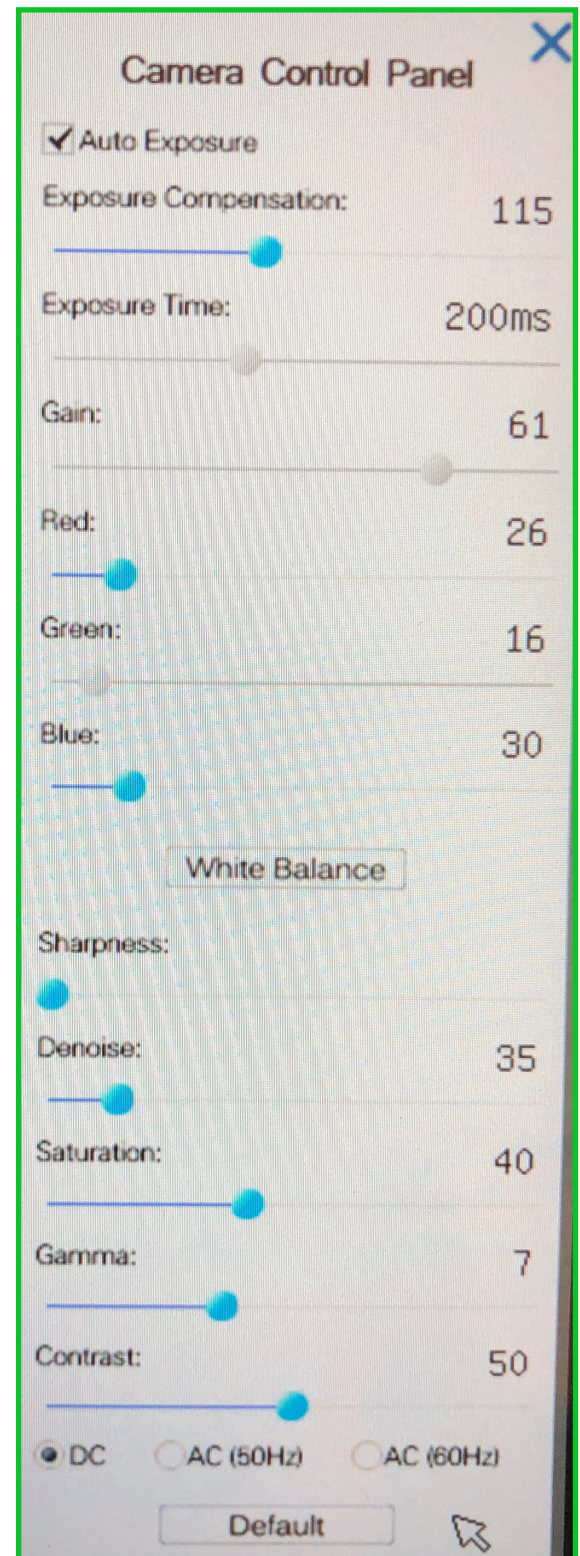 Camera Control Panel
Auto Exposure
Exposure Compensation: 115
Exposure Time: 200ms
Gain: 61
Red: 26
Green: 16
Blue: 30
White Balance
Sharpness:
Denoise: 35
Saturation: 40
Gamma: 7
Contrast: 50
DC AC (50Hz) AC (60Hz)
Default